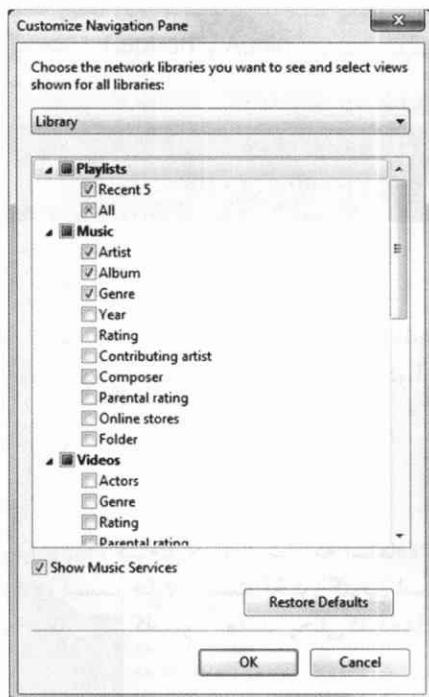 Customize Navigation Pane
Choose the network libraries you want to see and select views
shown for all libraries:
Library
Playlists
Recent 5
All
Music
Artist
Album
Genre
Year
Rating
Contributing artist
Composer
Parental rating
Online stores
Folder
Videos
Actors
Genre
Rating
Parental rating
Show Music Services
Restore Defaults
OK
Cancel